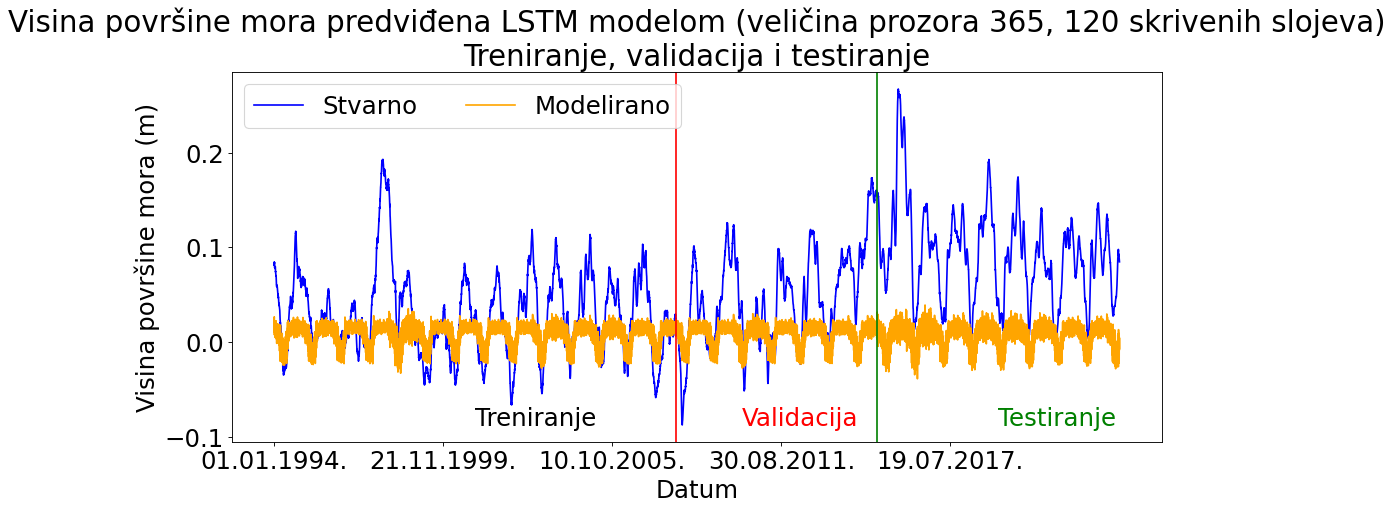 Visina površine mora predviđena LSTM modelom (veličina prozora 365, 120 skrivenih slojeva)
Treniranje, validacija i testiranje
Stvarno
Modelirano
Visina površine mora (m)
0.2
0.1
0.0
−0.1
Treniranje
Validacija
Testiranje
01.01.1994.
21.11.1999.
10.10.2005.
30.08.2011.
19.07.2017.
Datum